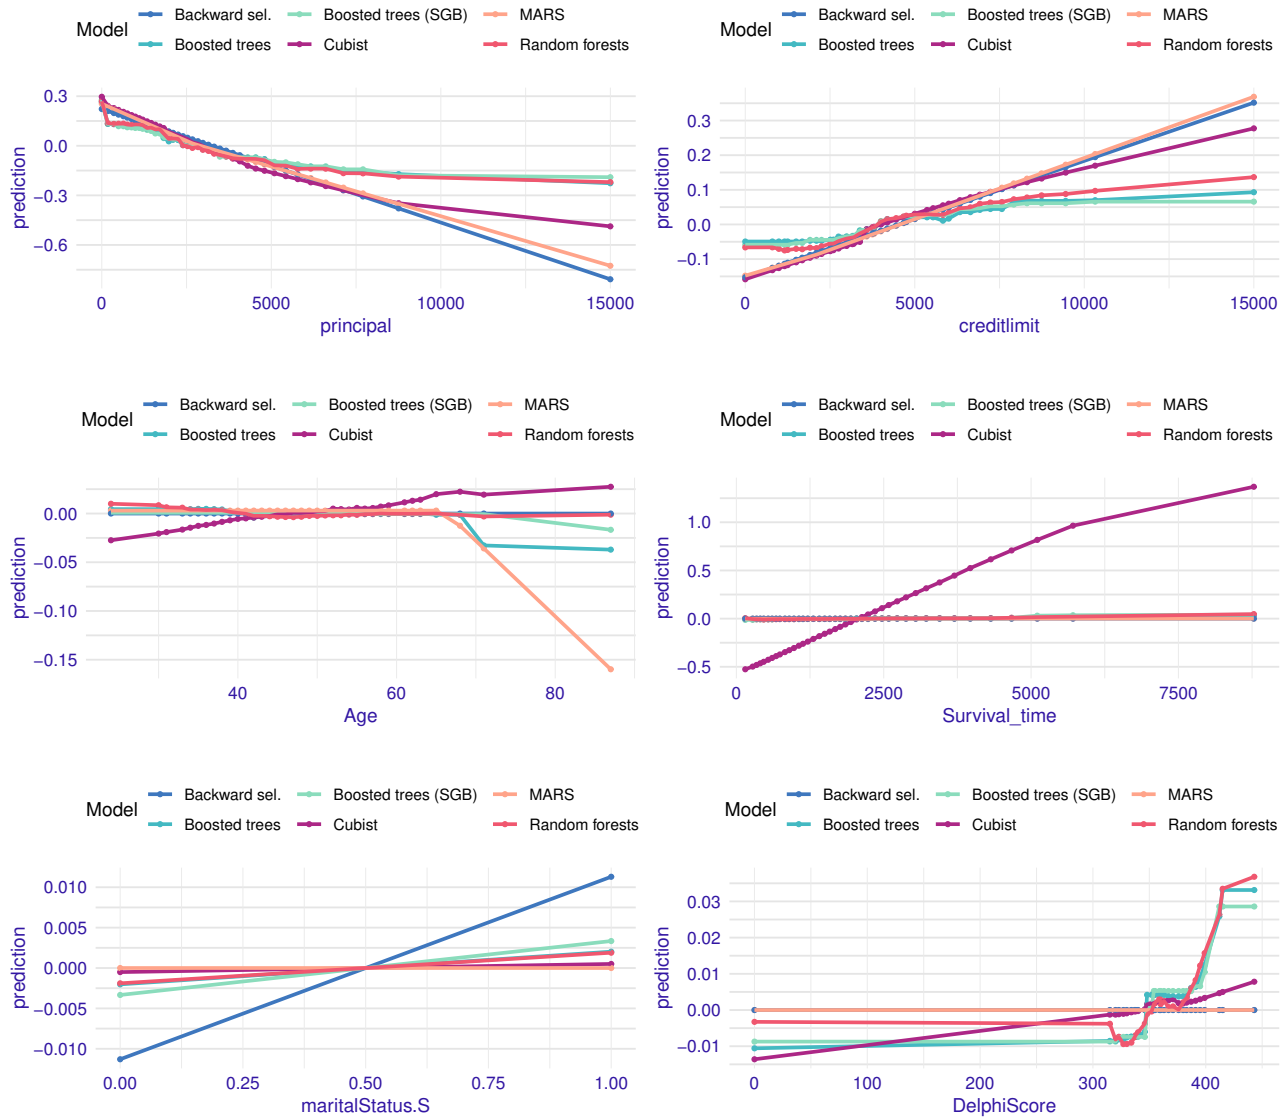 Model
Backward sel.
Boosted trees (SGB)
MARS
Boosted trees
Cubist
Random forests
prediction
0.3
0.0
−0.3
−0.6
0
5000
10000
15000
principal
Model
Backward sel.
Boosted trees (SGB)
MARS
Boosted trees
Cubist
Random forests
prediction
0.3
0.2
0.1
0.0
−0.1
0
5000
10000
15000
creditlimit
Model
Backward sel.
Boosted trees (SGB)
MARS
Boosted trees
Cubist
Random forests
prediction
0.00
−0.05
−0.10
−0.15
40
60
80
Age
Model
Backward sel.
Boosted trees (SGB)
MARS
Boosted trees
Cubist
Random forests
prediction
1.0
0.5
0.0
−0.5
0
2500
5000
7500
Survival_time
Model
Backward sel.
Boosted trees (SGB)
MARS
Boosted trees
Cubist
Random forests
prediction
0.010
0.005
0.000
−0.005
−0.010
0.00
0.25
0.50
0.75
1.00
maritalStatus.S
Model
Backward sel.
Boosted trees (SGB)
MARS
Boosted trees
Cubist
Random forests
prediction
0.03
0.02
0.01
0.00
−0.01
0
100
200
300
400
DelphiScore